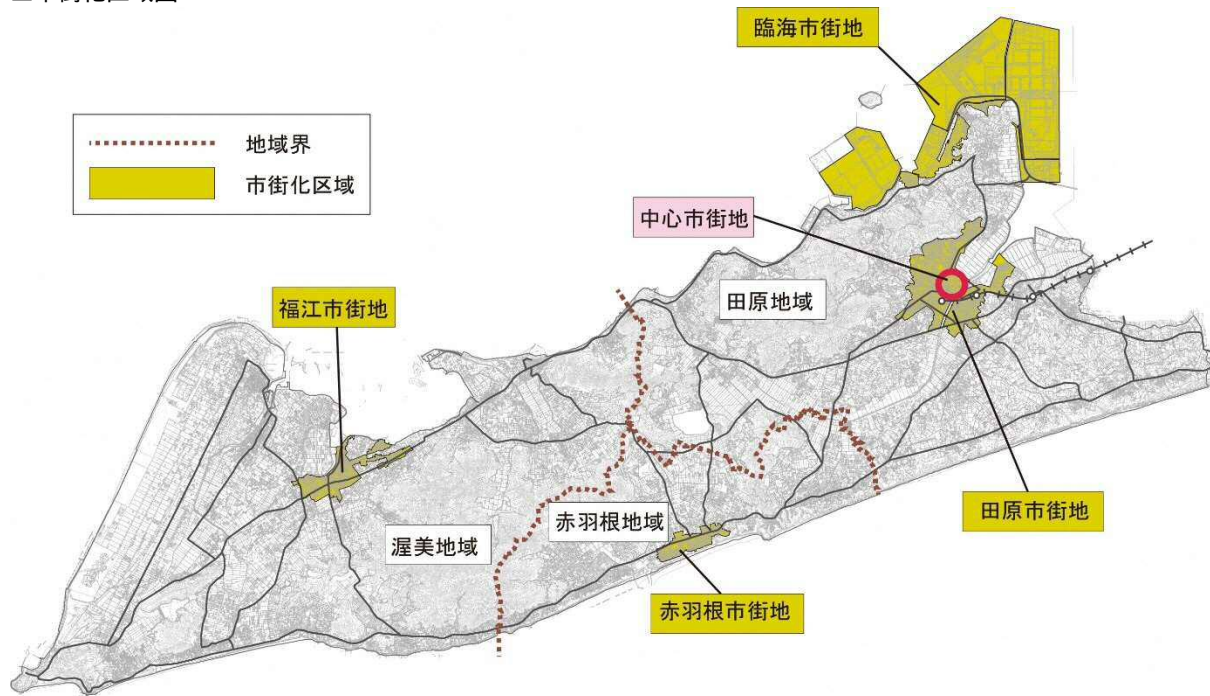 臨海市街地
地域界
市街化区域
中心市街地
田原地域
福江市街地
田原市街地
赤羽根地域
渥美地域
赤羽根市街地